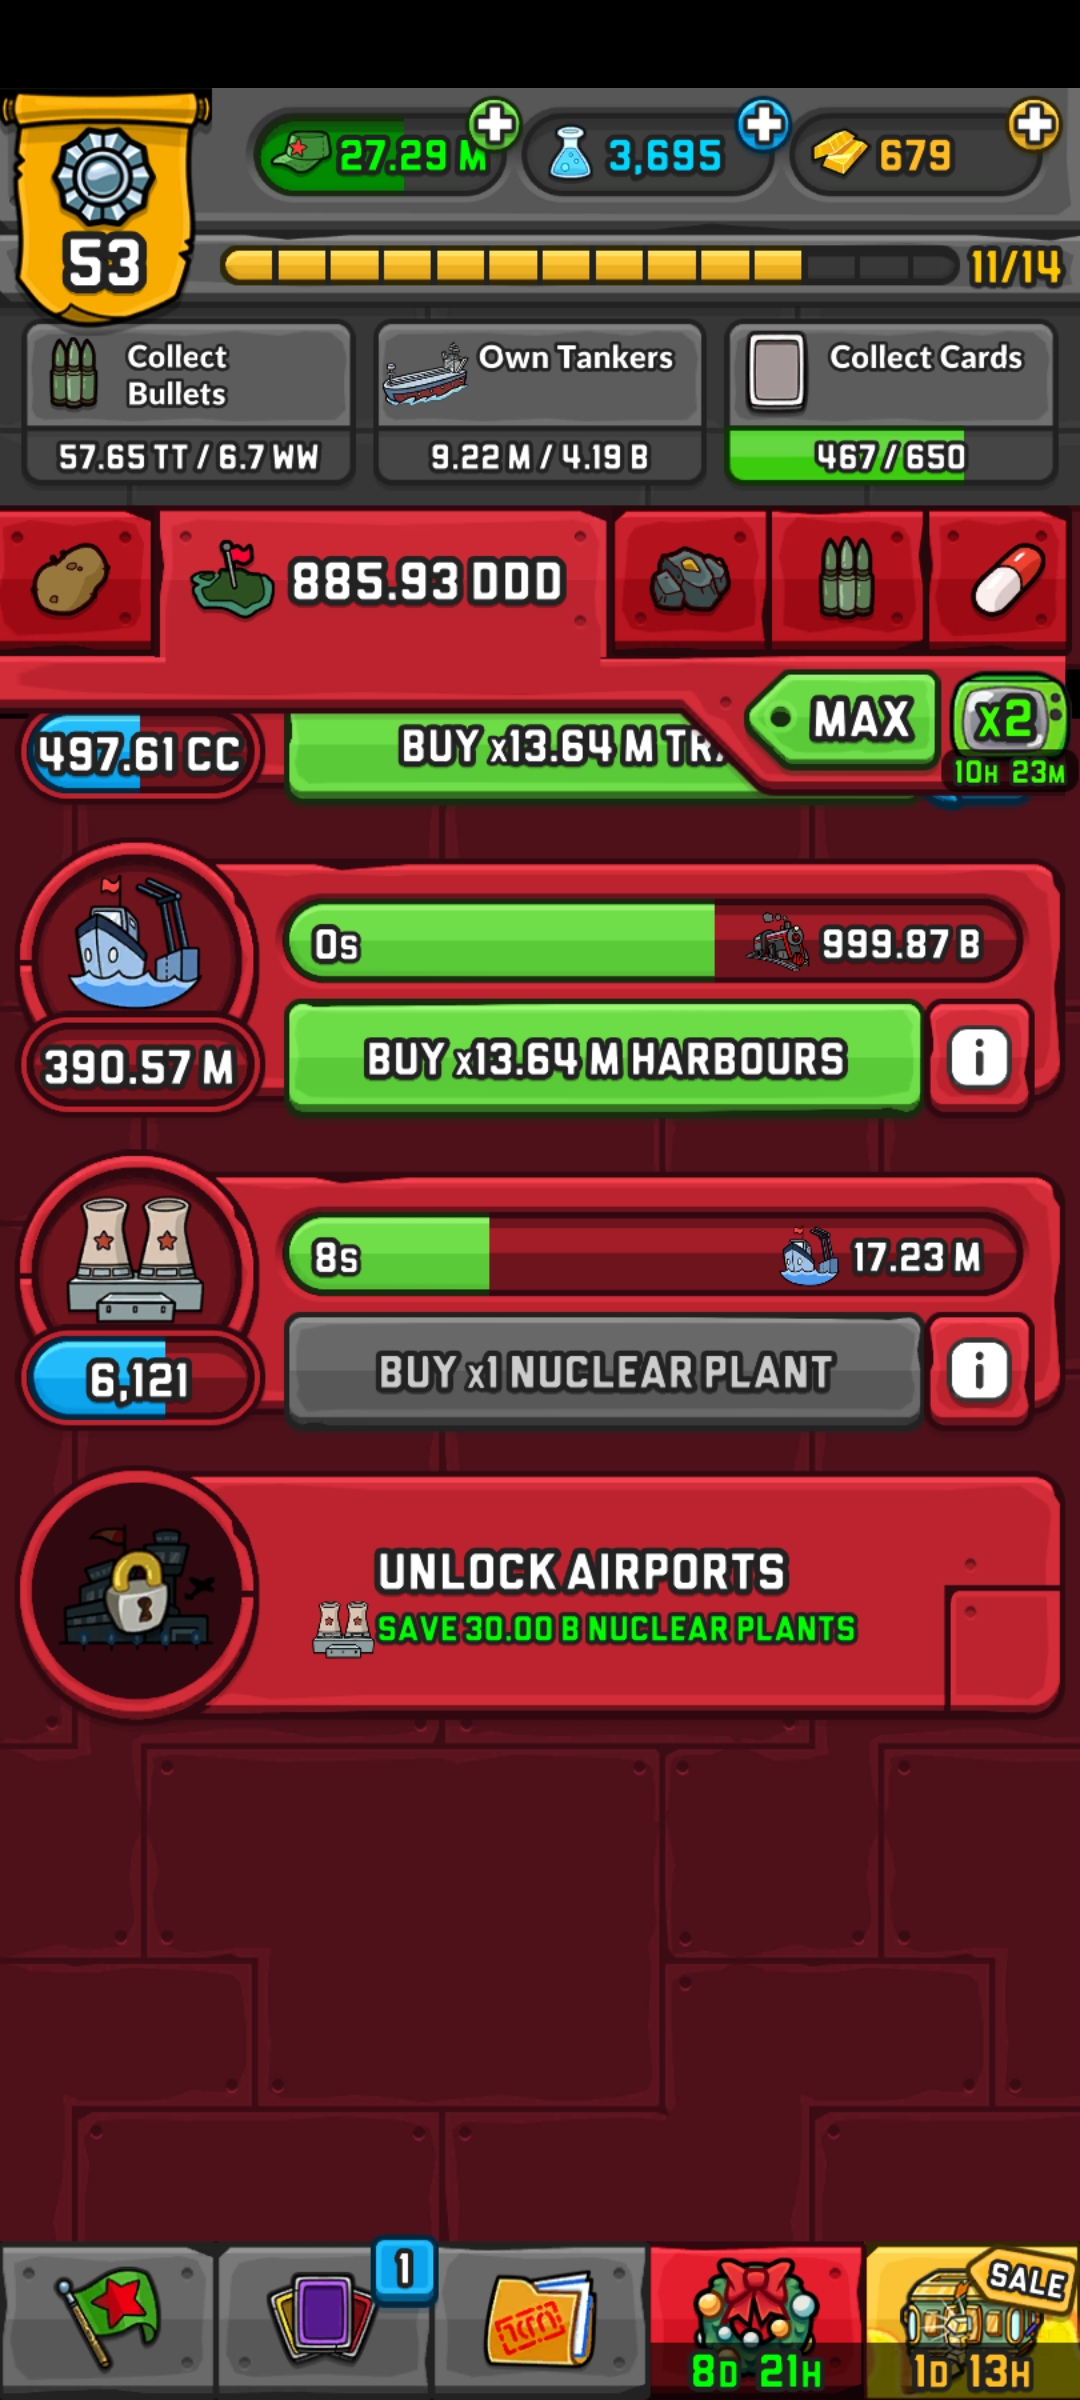 27.29 M
3,695
679
53
11/14
Collect
Bullets
57.65 TT / 6.7 WW
Own Tankers
9.22 M / 4.19 B
Collect Cards
467 / 650
885.93 DDD
MAX
x2
10H 23M
497.61 CC
BUY x13.64 M TRA
0s
999.87 B
390.57 M
BUY x13.64 M HARBOURS
i
8s
17.23 M
6,121
BUY x1 NUCLEAR PLANT
i
UNLOCK AIRPORTS
SAVE 30.00 B NUCLEAR PLANTS
1
SALE
8D 21H
1D 13H